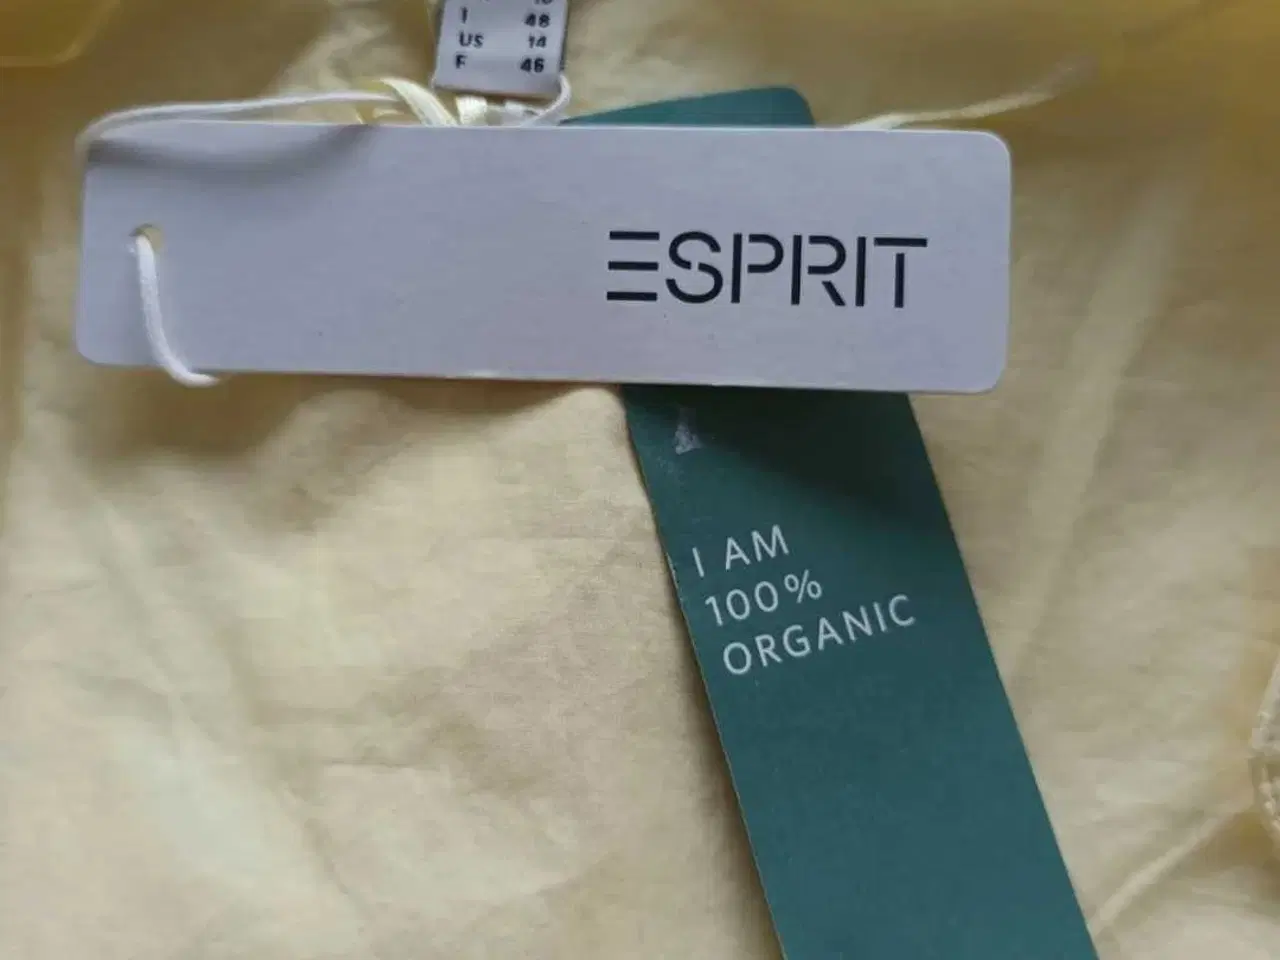 I 48
US 14
F 46
ESPRIT
I AM
100%
ORGANIC